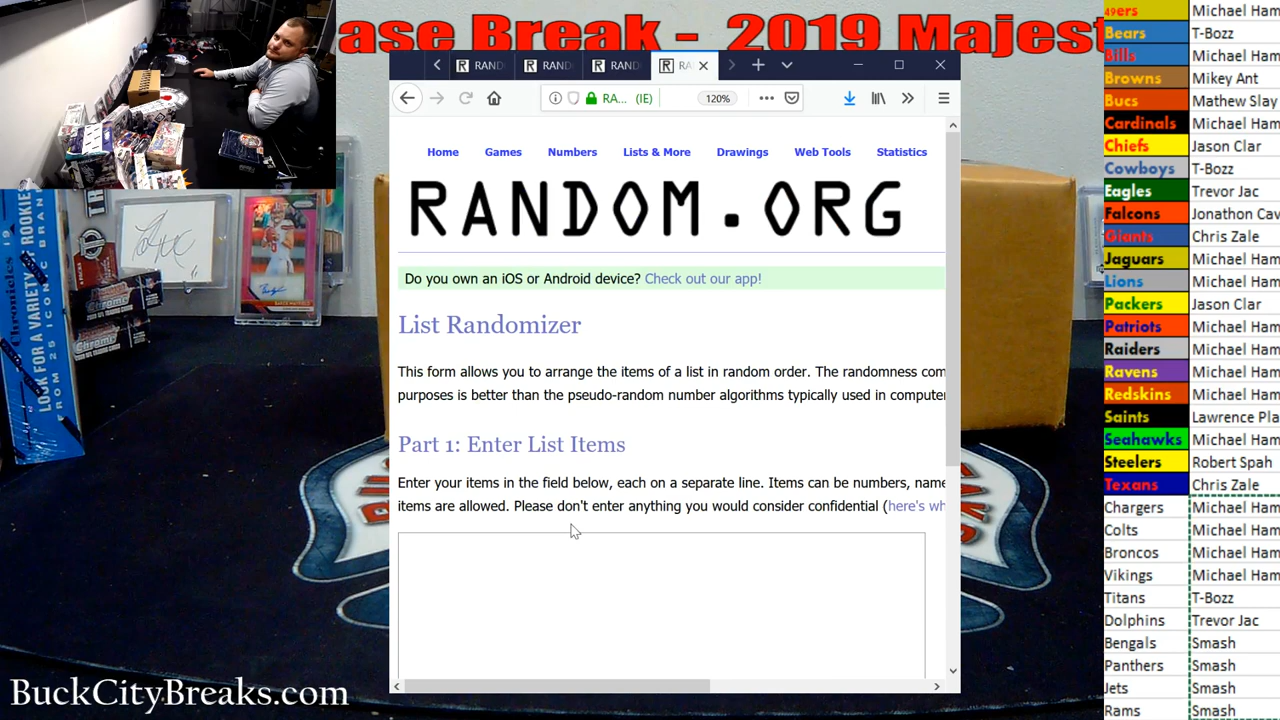 ase Break - 2019 Majest
RAND
RAND
RAND
RA
RA... (IE)
120%
Home Games Numbers Lists & More Drawings Web Tools Statistics
RANDOM.ORG
Do you own an iOS or Android device? Check out our app!
List Randomizer
This form allows you to arrange the items of a list in random order. The randomness com
purposes is better than the pseudo-random number algorithms typically used in computer
Part 1: Enter List Items
Enter your items in the field below, each on a separate line. Items can be numbers, name
items are allowed. Please don't enter anything you would consider confidential (here's wh
49ers Michael Ham
Bears T-Bozz
Bills Michael Ham
Browns Mikey Ant
Bucs Mathew Slay
Cardinals Michael Ham
Chiefs Jason Clar
Cowboys T-Bozz
Eagles Trevor Jac
Falcons Jonathon Cav
Giants Chris Zale
Jaguars Michael Ham
Lions Michael Ham
Packers Jason Clar
Patriots Michael Ham
Raiders Michael Ham
Ravens Michael Ham
Redskins Michael Ham
Saints Lawrence Pla
Seahawks Michael Ham
Steelers Robert Spah
Texans Chris Zale
Chargers Michael Ham
Colts Michael Ham
Broncos Michael Ham
Vikings Michael Ham
Titans T-Bozz
Dolphins Trevor Jac
Bengals Smash
Panthers Smash
Jets Smash
Rams Smash
LOOK FOR A VARIETY ROOKIE
BuckCityBreaks.com